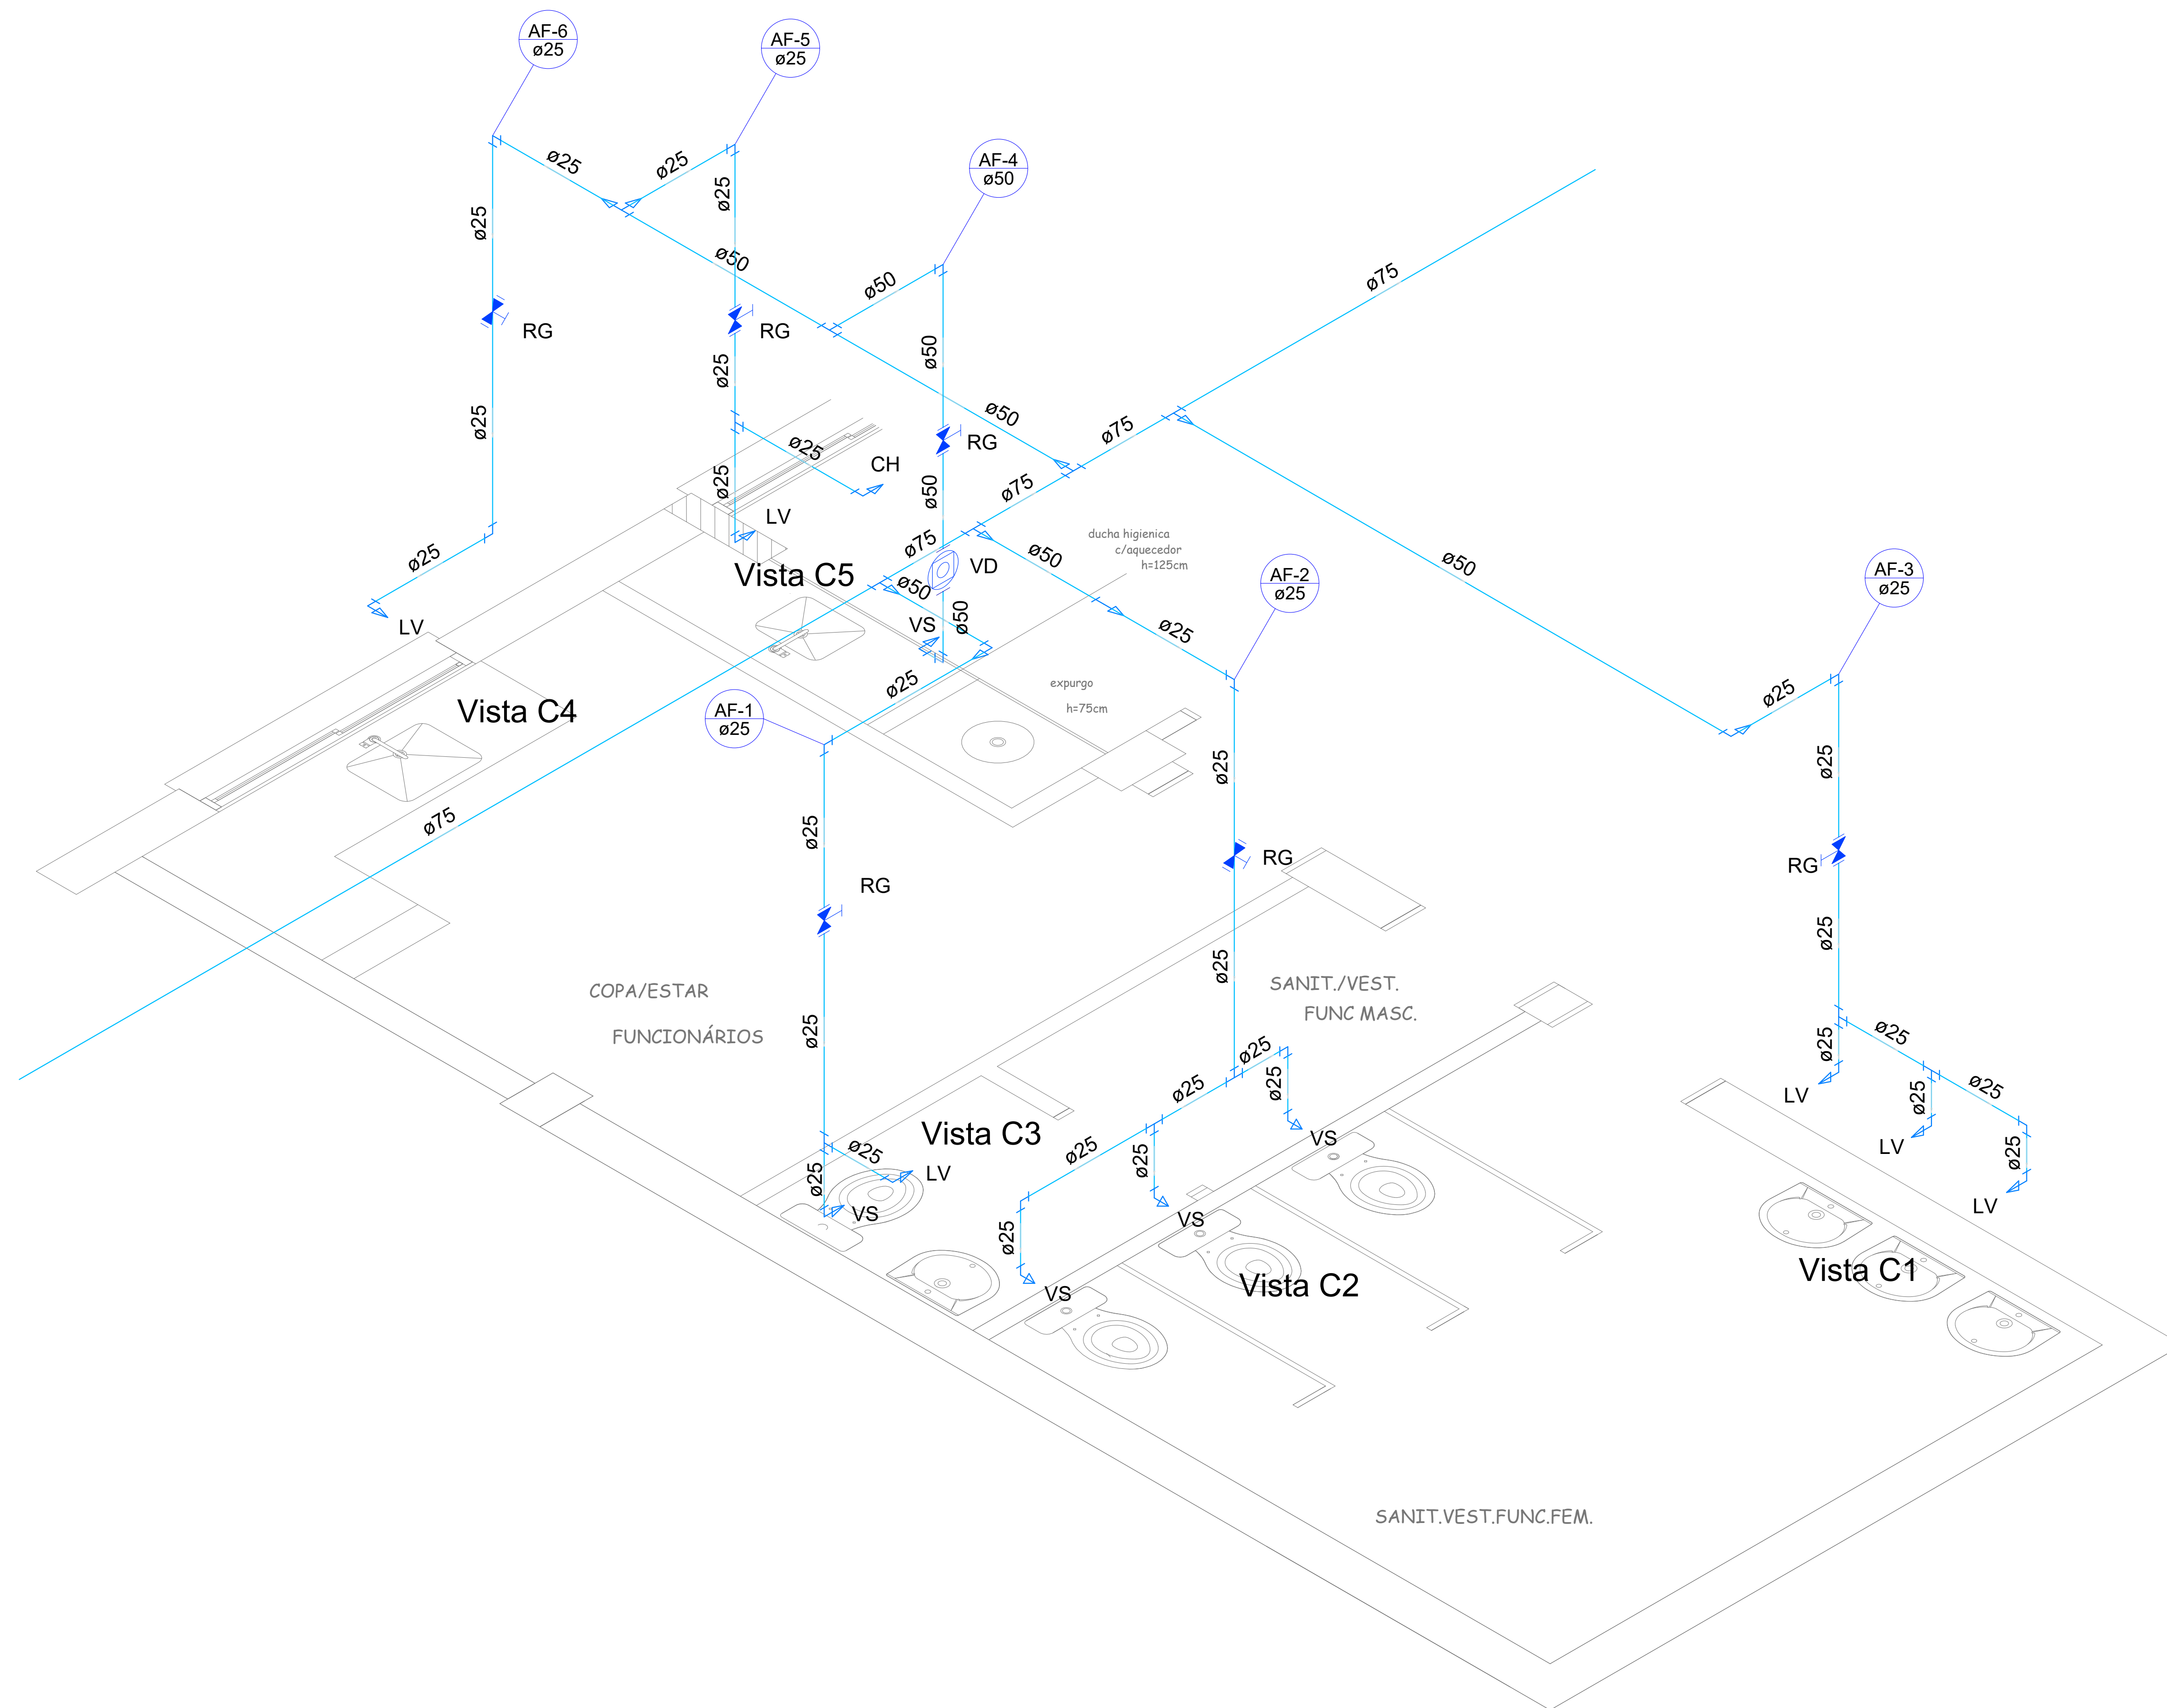 AF-6
ø25
AF-5
ø25
AF-4
ø50
ø25
ø25
ø25
ø25
ø50
ø50
ø75
RG
RG
ø50
ø25
ø25
ø50
ø75
RG
ø25
CH
ø25
ø50
ø75
LV
ø75
ø50
ducha higienica
c/aquecedor
h=125cm
ø50
ø25
LV
Vista C5
VD
ø50
AF-2
ø25
AF-3
ø25
VS
ø50
ø25
ø25
expurgo
h=75cm
ø25
Vista C4
AF-1
ø25
ø75
ø25
ø25
ø25
RG
RG
RG
ø25
ø25
COPA/ESTAR
FUNCIONÁRIOS
SANIT./VEST.
FUNC MASC.
ø25
ø25
ø25
ø25
ø25
ø25
ø25
LV
ø25
Vista C3
ø25
ø25
ø25
VS
LV
ø25
ø25
LV
ø25
VS
VS
LV
ø25
VS
Vista C2
Vista C1
SANIT.VEST.FUNC.FEM.